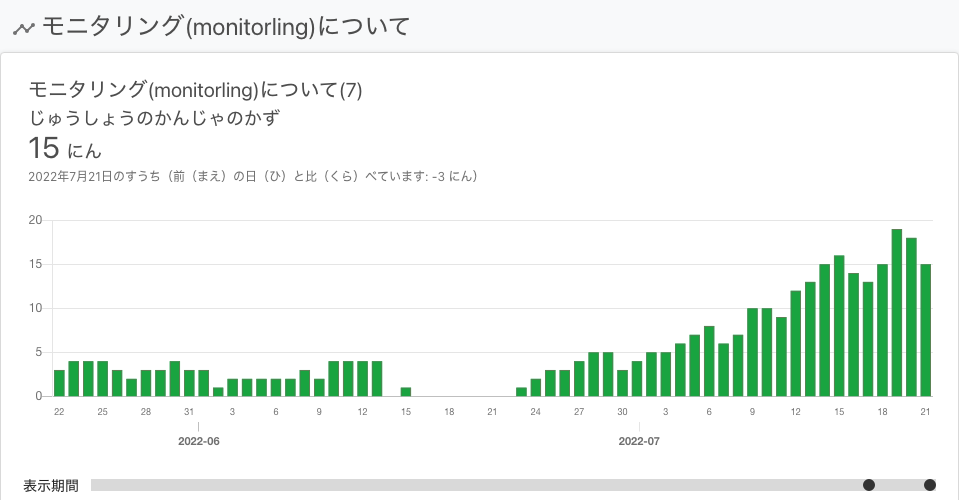 モニタリング(monitorling)について
モニタリング(monitorling)について(7)
じゅうしょうのかんじゃのかず
15 にん
2022年7月21日のすうち（前（まえ）の日（ひ）と比（くら）べています: -3 にん）
20
15
10
5
0
22 25 28 31 3 6 9 12 15 18 21 24 27 30 3 6 9 12 15 18 21
2022-06 2022-07
表示期間